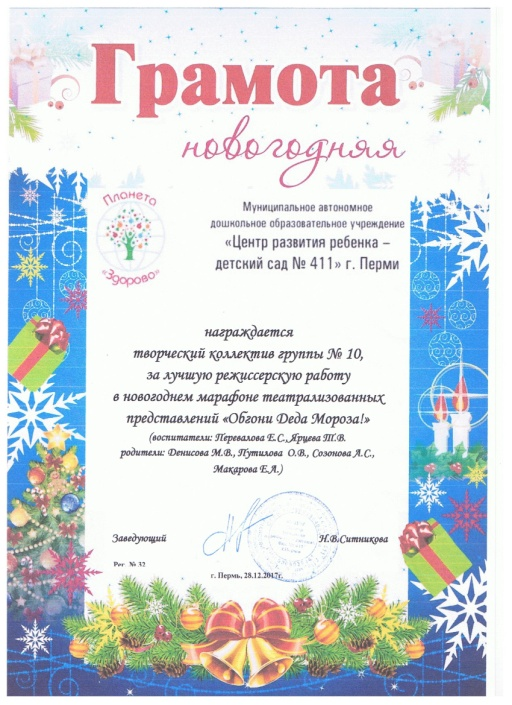 Грамота
новогодняя
Планета
"Здорово"
Муниципальное автономное
дошкольное образовательное учреждение
«Центр развития ребенка –
детский сад № 411» г. Перми
награждается
творческий коллектив группы № 10,
за лучшую режиссерскую работу
в новогоднем марафоне театрализованных
представлений «Обгони Деда Мороза!»
(воспитатели: Перевалова Е.С.,Ярцева Т.В.
родители: Денисова М.В., Путилова О.В., Созонова А.С.,
Макарова Е.А.)
Заведующий Н.В.Ситникова
Рег. № 32
г. Пермь, 28.12.2017г.